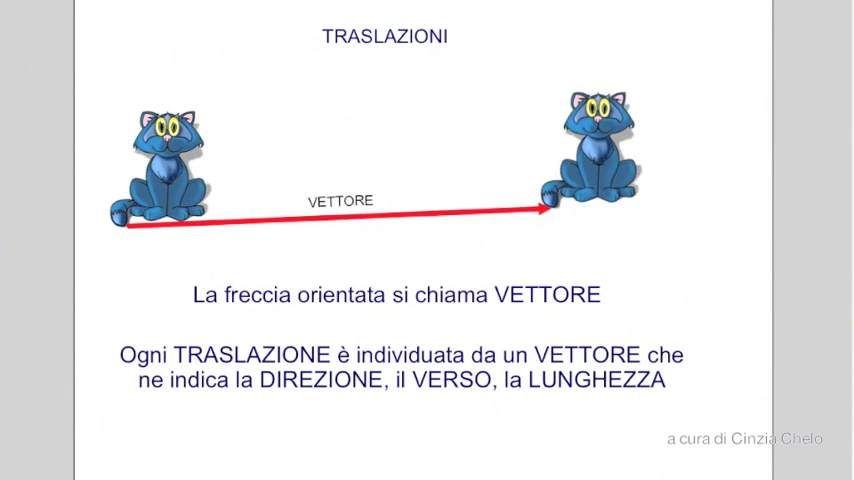 TRASLAZIONI
VETTORE
La freccia orientata si chiama VETTORE
Ogni TRASLAZIONE è individuata da un VETTORE che
ne indica la DIREZIONE, il VERSO, la LUNGHEZZA
a cura di Cinzia Chelo